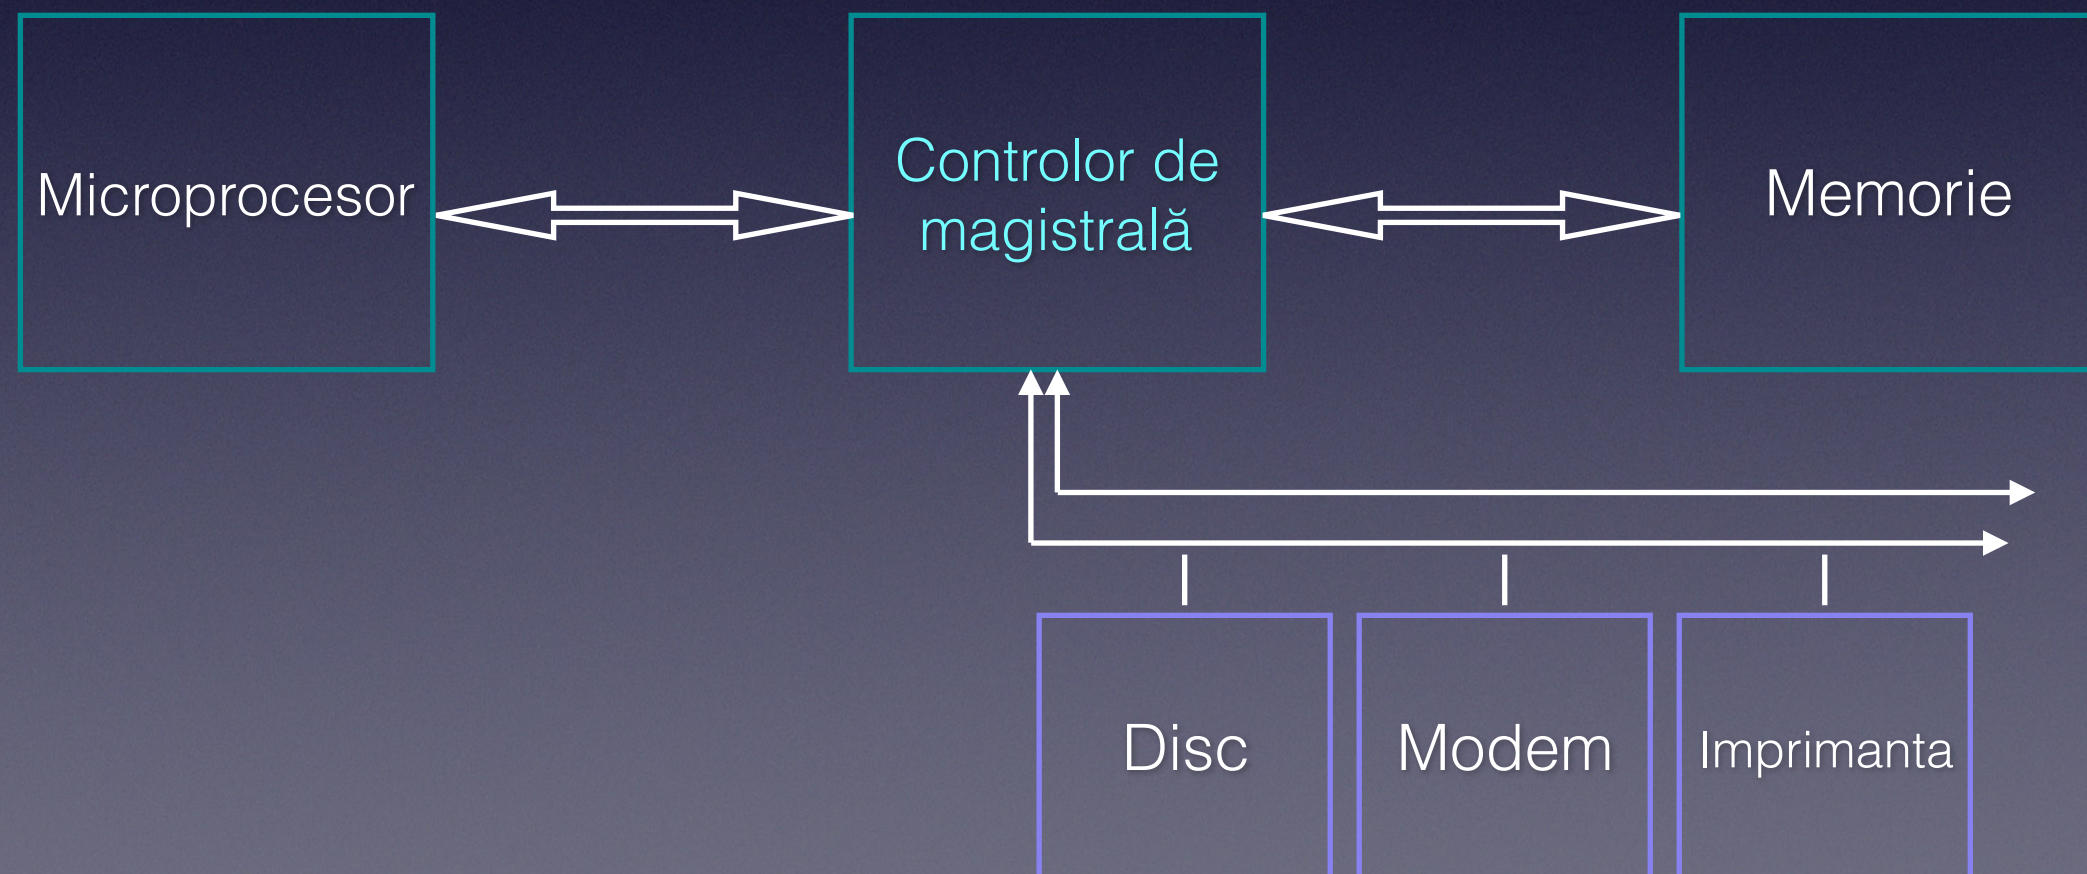 Microprocesor
Controlor de
magistrală
Memorie
Disc
Modem
Imprimanta